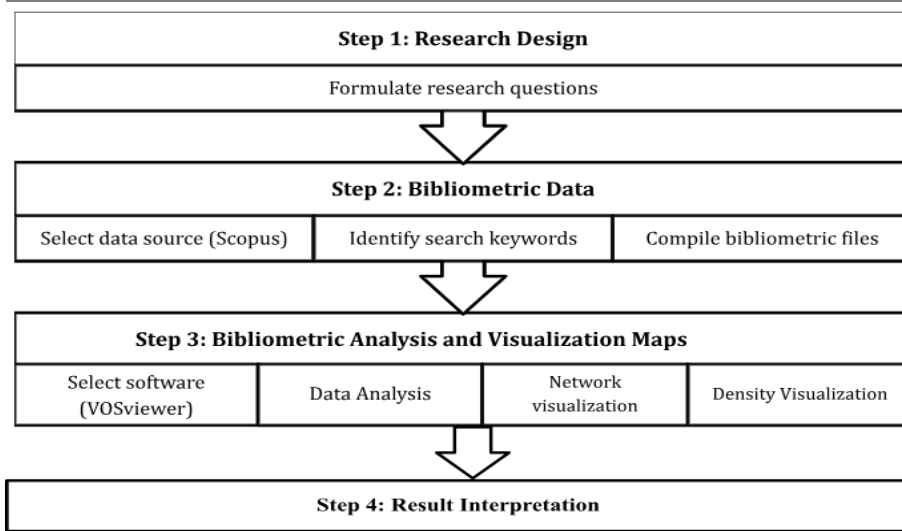 Step 1: Research Design
Formulate research questions
Step 2: Bibliometric Data
Select data source (Scopus)
Identify search keywords
Compile bibliometric files
Step 3: Bibliometric Analysis and Visualization Maps
Select software
(VOSviewer)
Data Analysis
Network
visualization
Density Visualization
Step 4: Result Interpretation